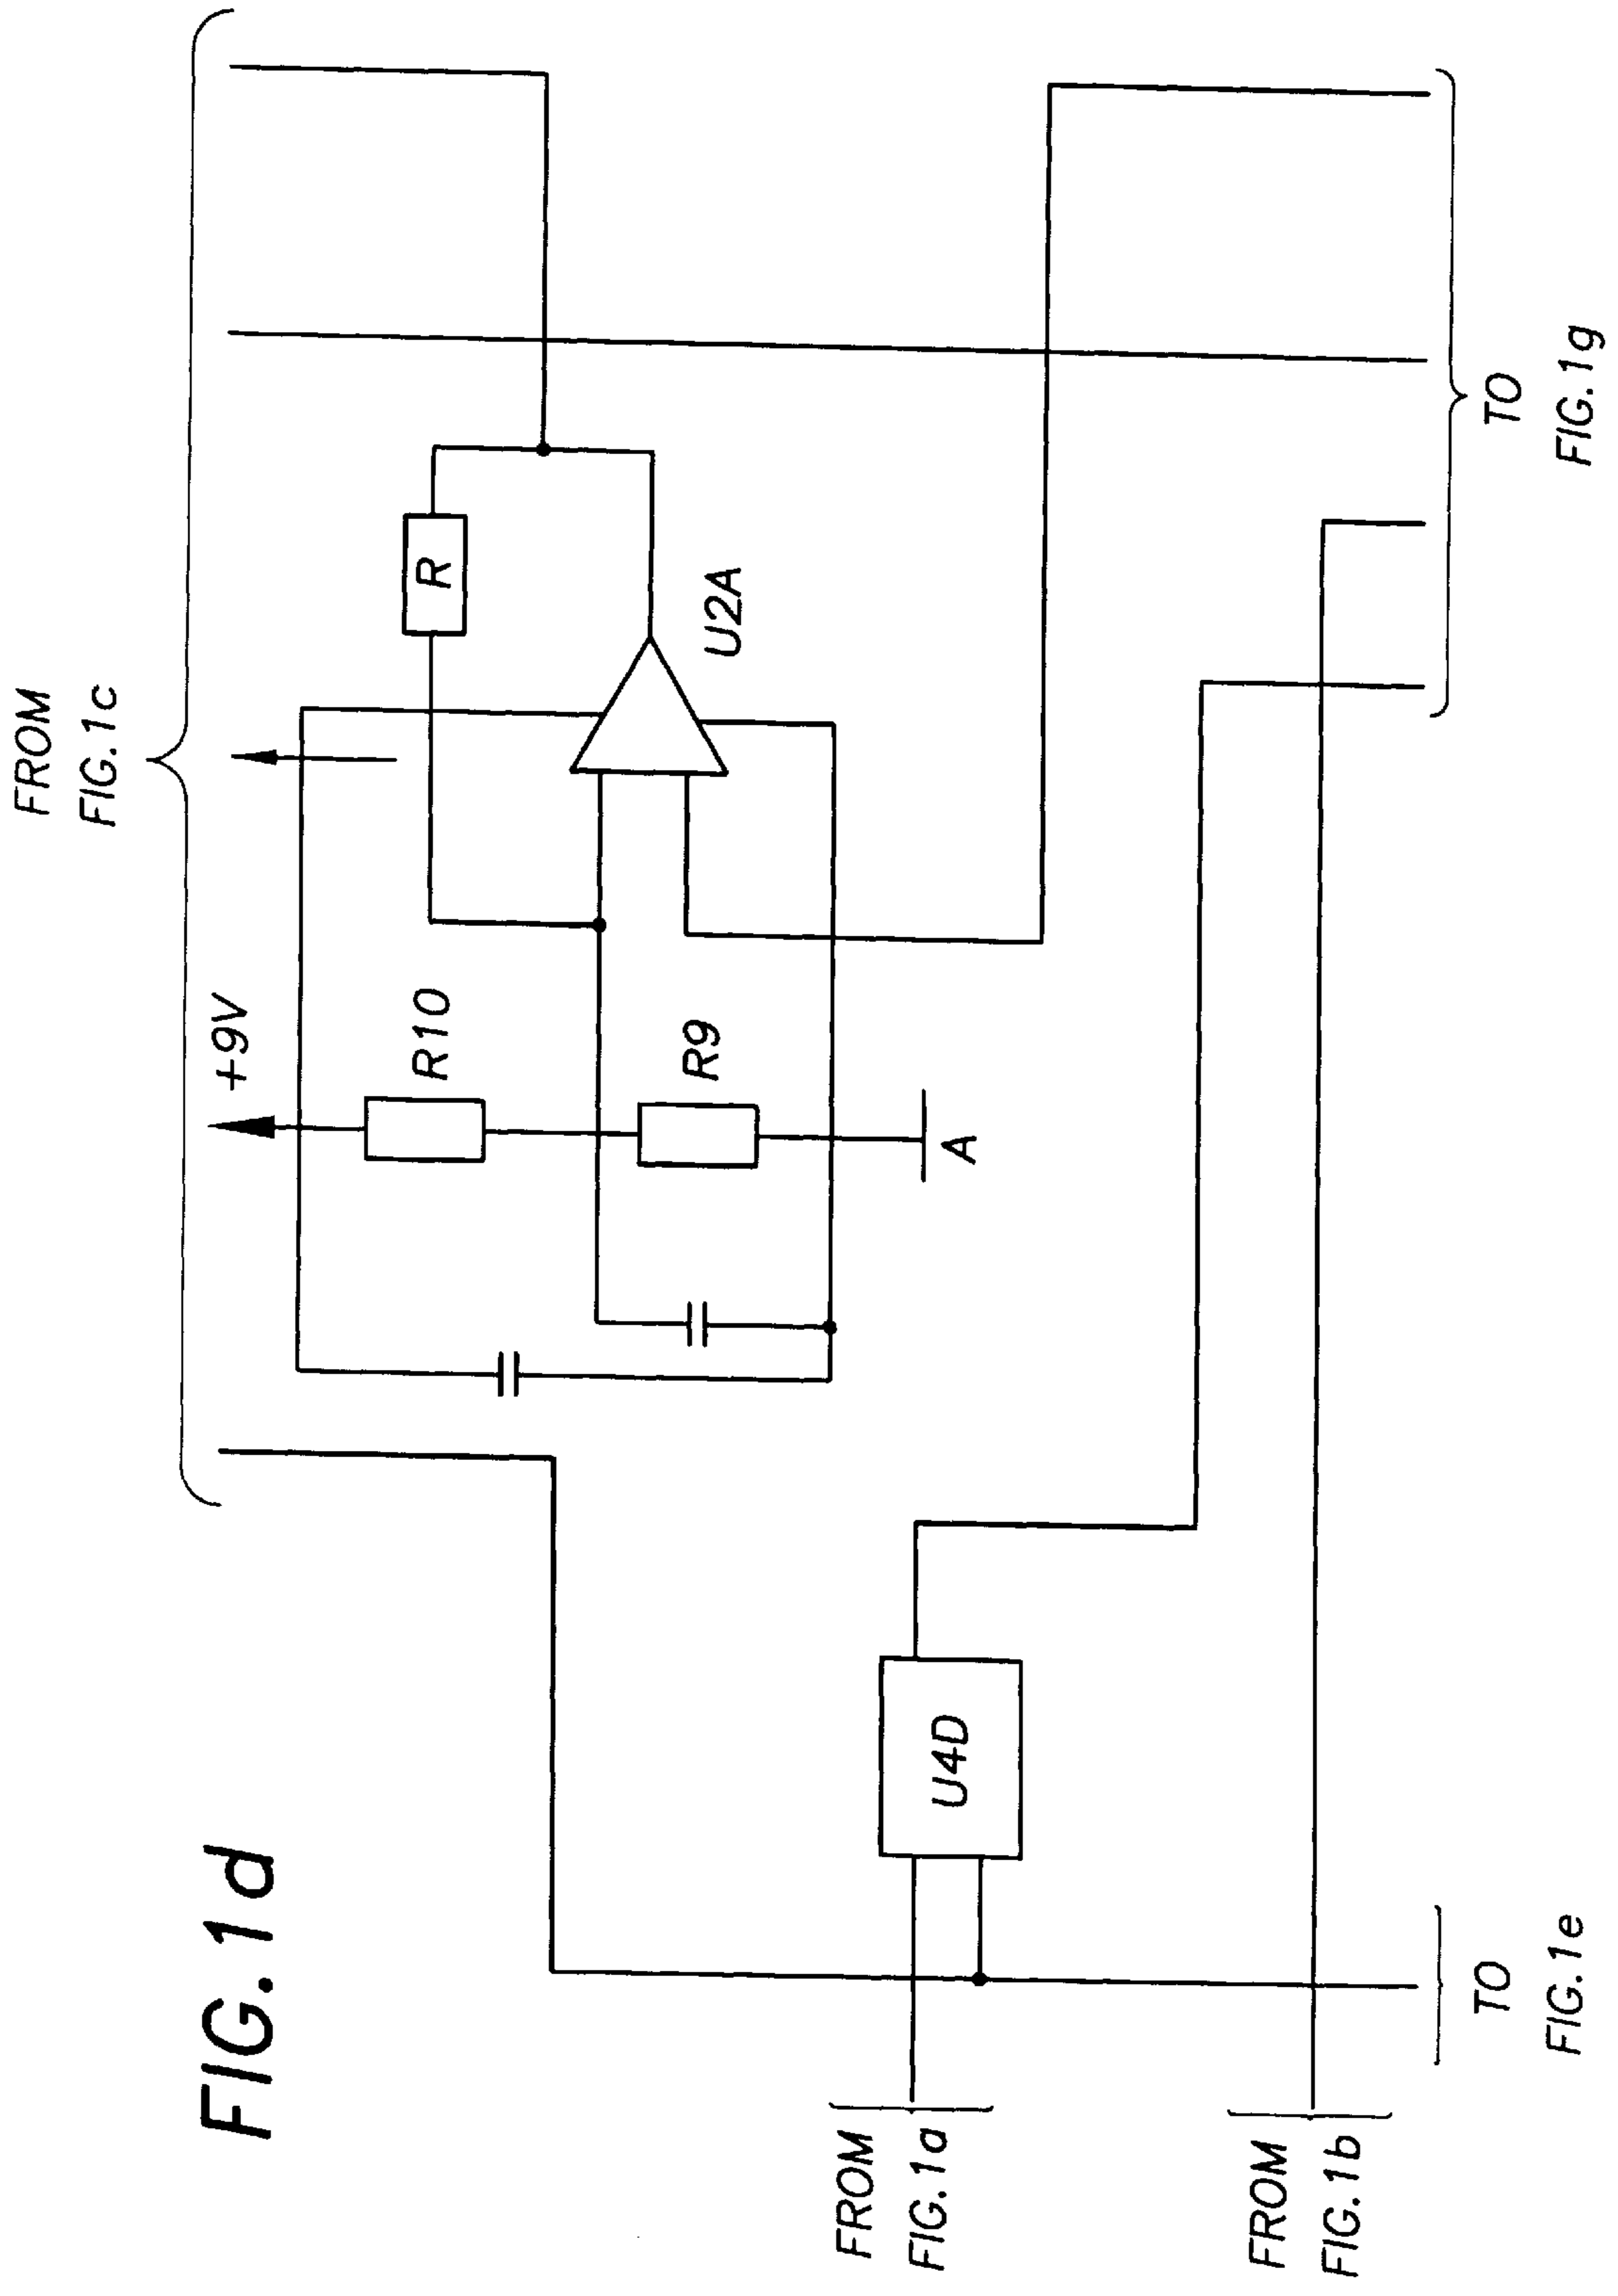 FIG.1d
FROM
FIG.1c
+9V
R10
R
R9
U2A
A
U4D
FROM
FIG.1a
FROM
FIG.1b
TO
FIG.1e
TO
FIG.1g